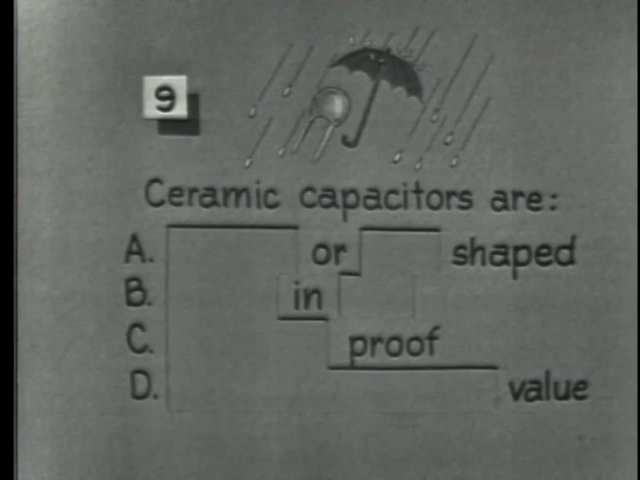 9
Ceramic capacitors are:
A. or shaped
B. in
C. proof
D. value